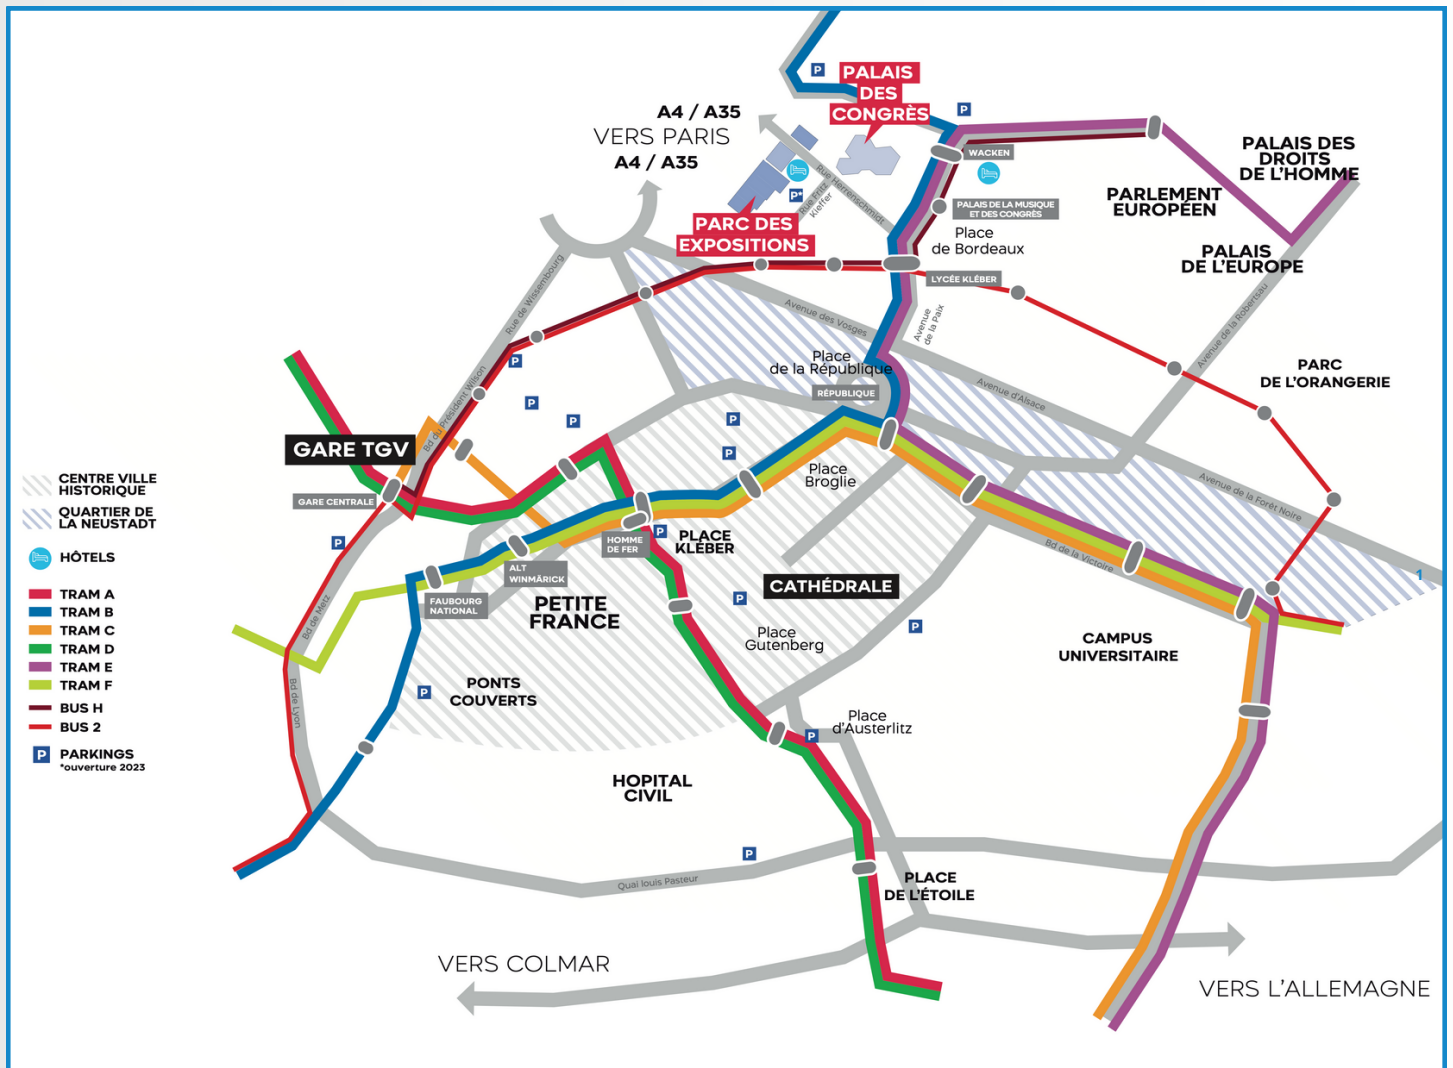 A4 / A35
VERS PARIS
A4 / A35
PALAIS
DES
CONGRÈS
P
P
P*
Rue Herrenschmidt
Rue Fritz
Kieffer
PARC DES
EXPOSITIONS
WACKEN
PALAIS DE LA MUSIQUE
ET DES CONGRÈS
Place
de Bordeaux
LYCÉE KLÉBER
PARLEMENT
EUROPÉEN
PALAIS DES
DROITS
DE L'HOMME
PALAIS
DE L'EUROPE
Avenue de la Robertsau
PARC
DE L'ORANGERIE
Rue de Wissembourg
Avenue des Vosges
Avenue
de la Paix
Place
de la République
RÉPUBLIQUE
Avenue d'Alsace
Avenue de la Forêt Noire
1
Bd du Président Wilson
P
P
P
P
P
GARE TGV
GARE CENTRALE
P
Place
Broglie
HOMME
DE FER
P
PLACE
KLÉBER
ALT
WINMÄRICK
FAUBOURG
NATIONAL
PETITE
FRANCE
CATHÉDRALE
P
Place
Gutenberg
P
Bd de la Victoire
CAMPUS
UNIVERSITAIRE
Bd de Metz
Bd de Lyon
PONTS
COUVERTS
P
Place
d'Austerlitz
P
HOPITAL
CIVIL
P
Quai louis Pasteur
PLACE
DE L'ÉTOILE
VERS COLMAR
VERS L'ALLEMAGNE
CENTRE VILLE
HISTORIQUE
QUARTIER DE
LA NEUSTADT
HÔTELS
TRAM A
TRAM B
TRAM C
TRAM D
TRAM E
TRAM F
BUS H
BUS 2
P PARKINGS
*ouverture 2023